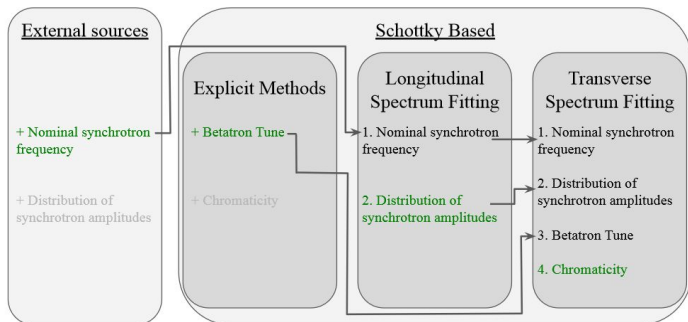 External sources
+ Nominal synchrotron
frequency
+ Distribution of
synchrotron amplitudes
Schottky Based
Explicit Methods
+ Betatron Tune
+ Chromaticity
Longitudinal
Spectrum Fitting
1. Nominal synchrotron
frequency
2. Distribution of
synchrotron amplitudes
Transverse
Spectrum Fitting
1. Nominal synchrotron
frequency
2. Distribution of
synchrotron amplitudes
3. Betatron Tune
4. Chromaticity